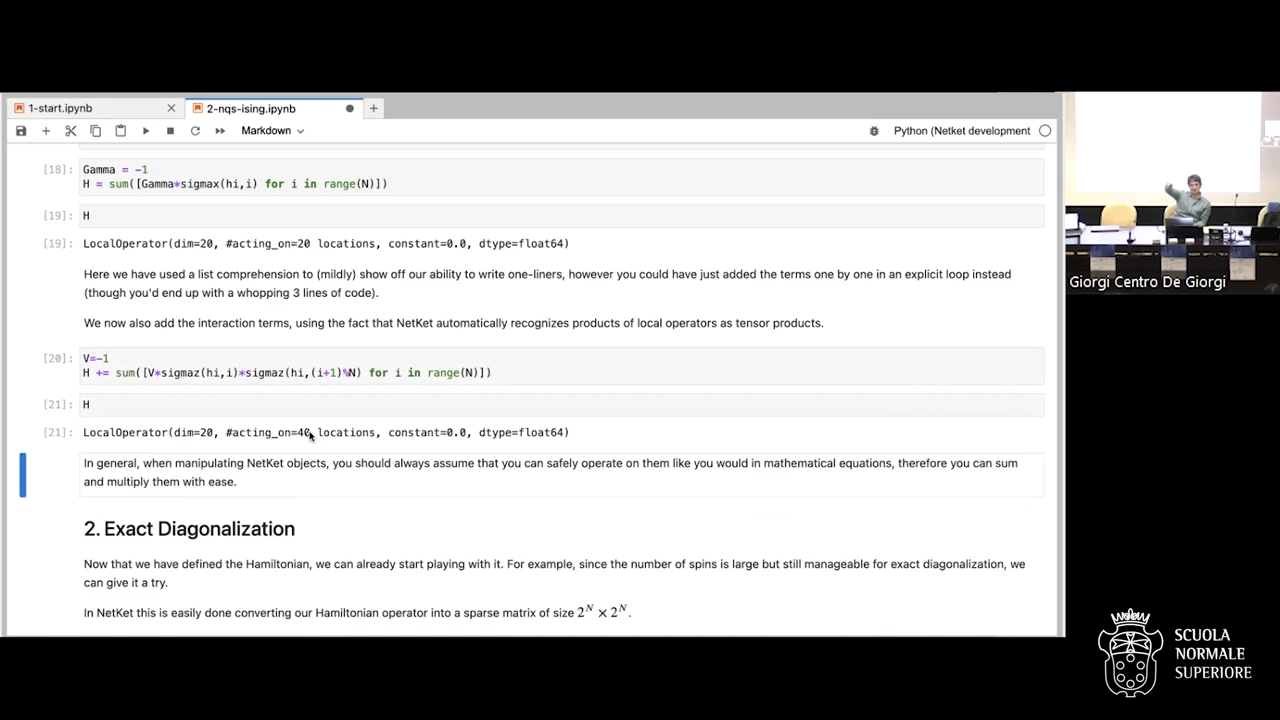 1-start.ipynb
2-nqs-ising.ipynb
Markdown
Python (Netket development
[18]:
Gamma = -1
H = sum([Gamma*sigmax(hi,i) for i in range(N)])
[19]:
H
[19]:
LocalOperator(dim=20, #acting_on=20 locations, constant=0.0, dtype=float64)
Here we have used a list comprehension to (mildly) show off our ability to write one-liners, however you could have just added the terms one by one in an explicit loop instead
(though you'd end up with a whopping 3 lines of code).
We now also add the interaction terms, using the fact that NetKet automatically recognizes products of local operators as tensor products.
[20]:
V=-1
H += sum([V*sigmaz(hi,i)*sigmaz(hi,(i+1)%N) for i in range(N)])
[21]:
H
[21]:
LocalOperator(dim=20, #acting_on=40 locations, constant=0.0, dtype=float64)
In general, when manipulating NetKet objects, you should always assume that you can safely operate on them like you would in mathematical equations, therefore you can sum
and multiply them with ease.
2. Exact Diagonalization
Now that we have defined the Hamiltonian, we can already start playing with it. For example, since the number of spins is large but still manageable for exact diagonalization, we
can give it a try.
In NetKet this is easily done converting our Hamiltonian operator into a sparse matrix of size 2^N × 2^N.
Giorgi Centro De Giorgi
SCUOLA
NORMALE
SUPERIORE